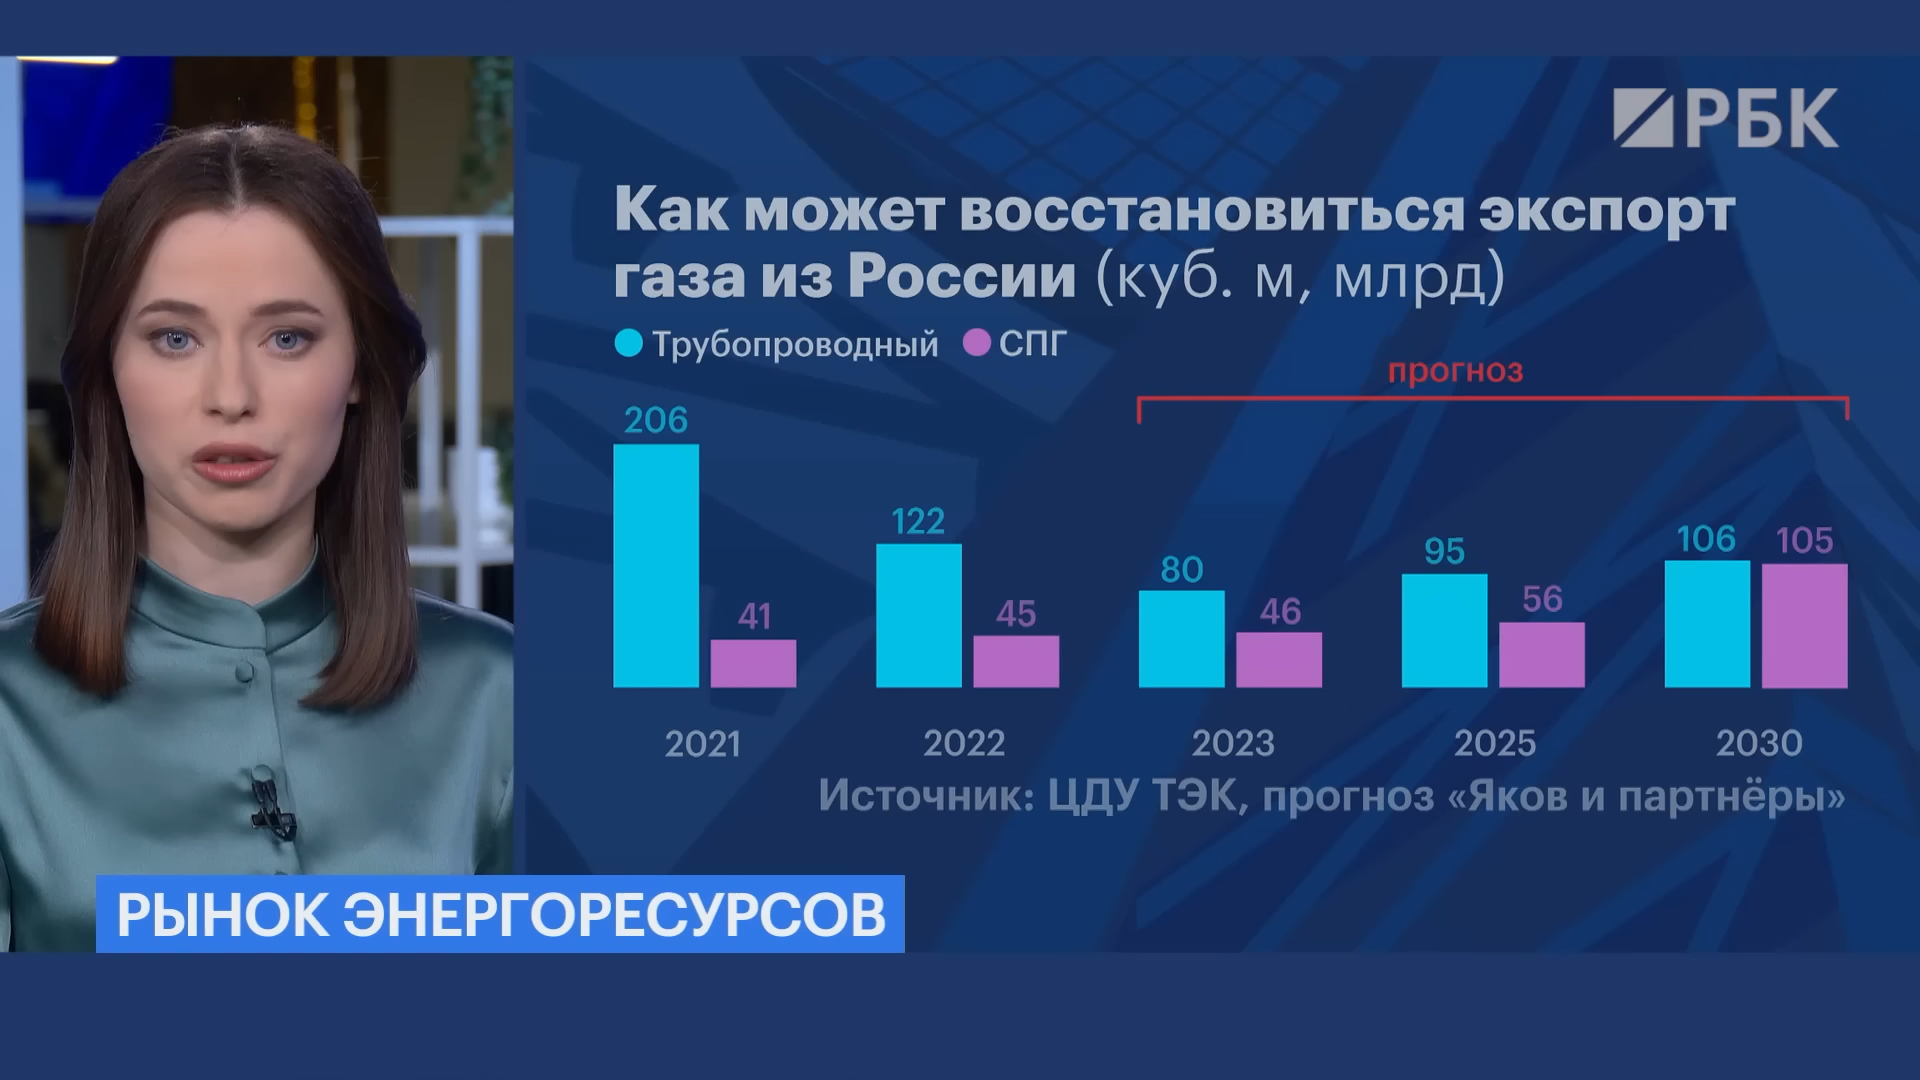 РБК
Как может восстановиться экспорт
газа из России (куб. м, млрд)
Трубопроводный СПГ
прогноз
206 41 122 45 80 46 95 56 106 105
2021 2022 2023 2025 2030
Источник: ЦДУ ТЭК, прогноз «Яков и партнёры»
РЫНОК ЭНЕРГОРЕСУРСОВ